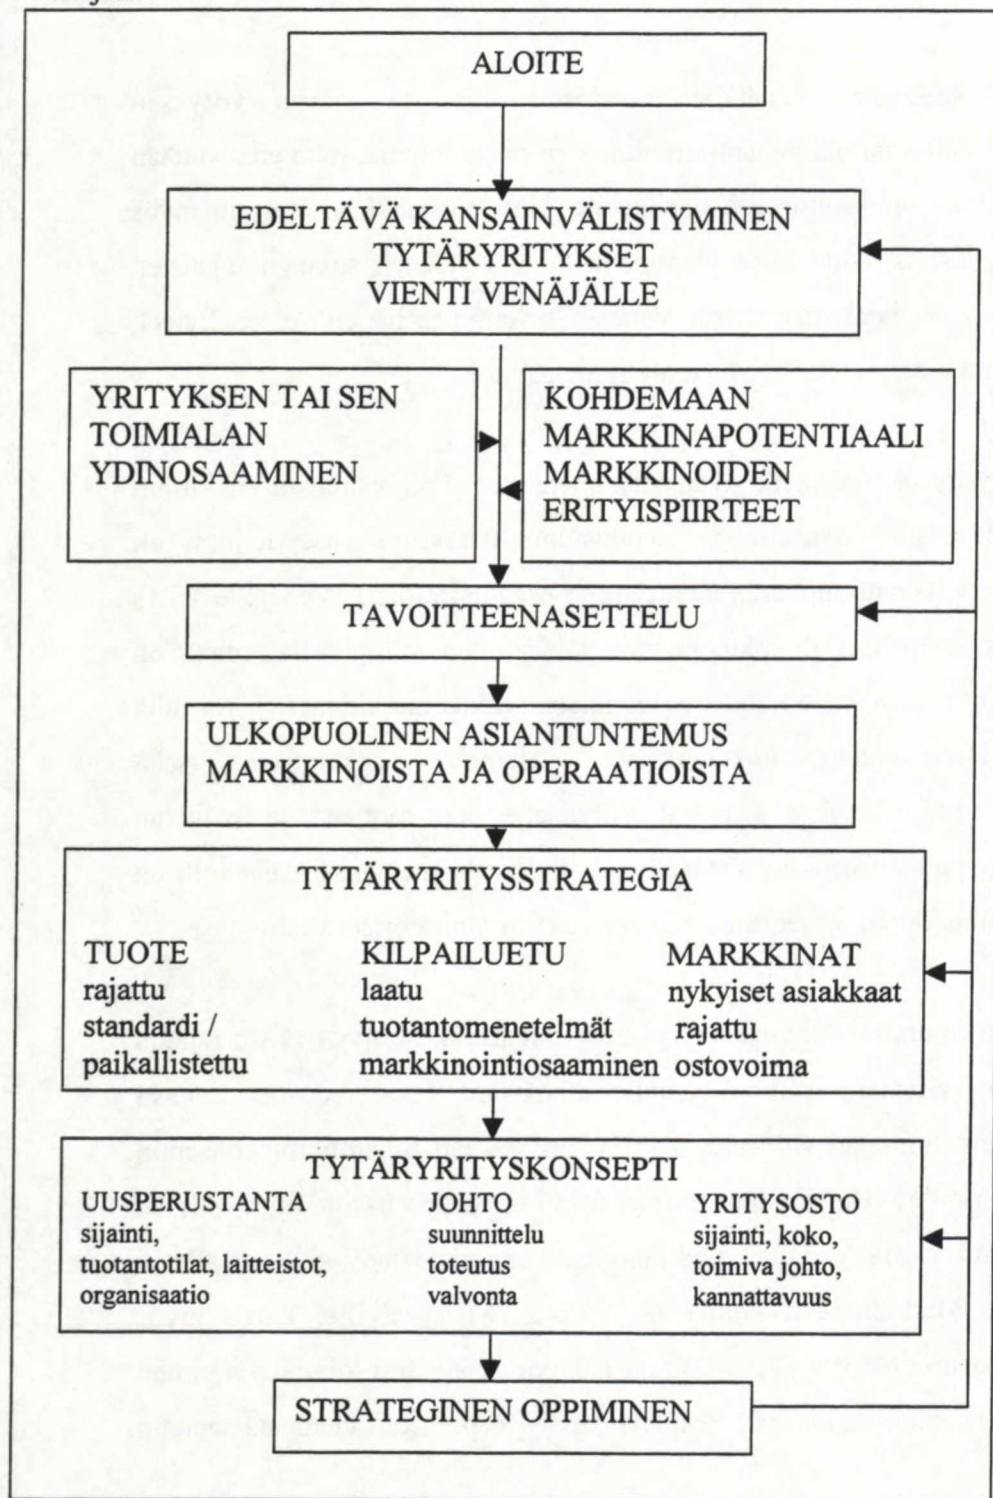 ALOITE
EDELTÄVÄ KANSAINVÄLISTYMINEN
TYTÄRYRITYKSET
VIENTI VENÄJÄLLE
YRITYKSEN TAI SEN
TOIMIALAN
YDINOSAAMINEN
KOHDEMAAN
MARKKINAPOTENTIAALI
MARKKINOIDEN
ERITYISPIIRTEET
TAVOITTEENASETTELU
ULKOPUOLINEN ASIANTUNTEMUS
MARKKINOISTA JA OPERAATIOISTA
TYTÄRYRITYSSTRATEGIA
TUOTE
rajattu
standardi /
paikallistettu
KILPAILUETU
laatu
tuotantomenetelmät
markkinointiosaaminen
MARKKINAT
nykyiset asiakkaat
rajattu
ostovoima
TYTÄRYRITYSKONSEPTI
UUSPERUSTANTA
sijainti,
tuotantotilat, laitteistot,
organisaatio
JOHTO
suunnittelu
toteutus
valvonta
YRITYSOSTO
sijainti, koko,
toimiva johto,
kannattavuus
STRATEGINEN OPPIMINEN